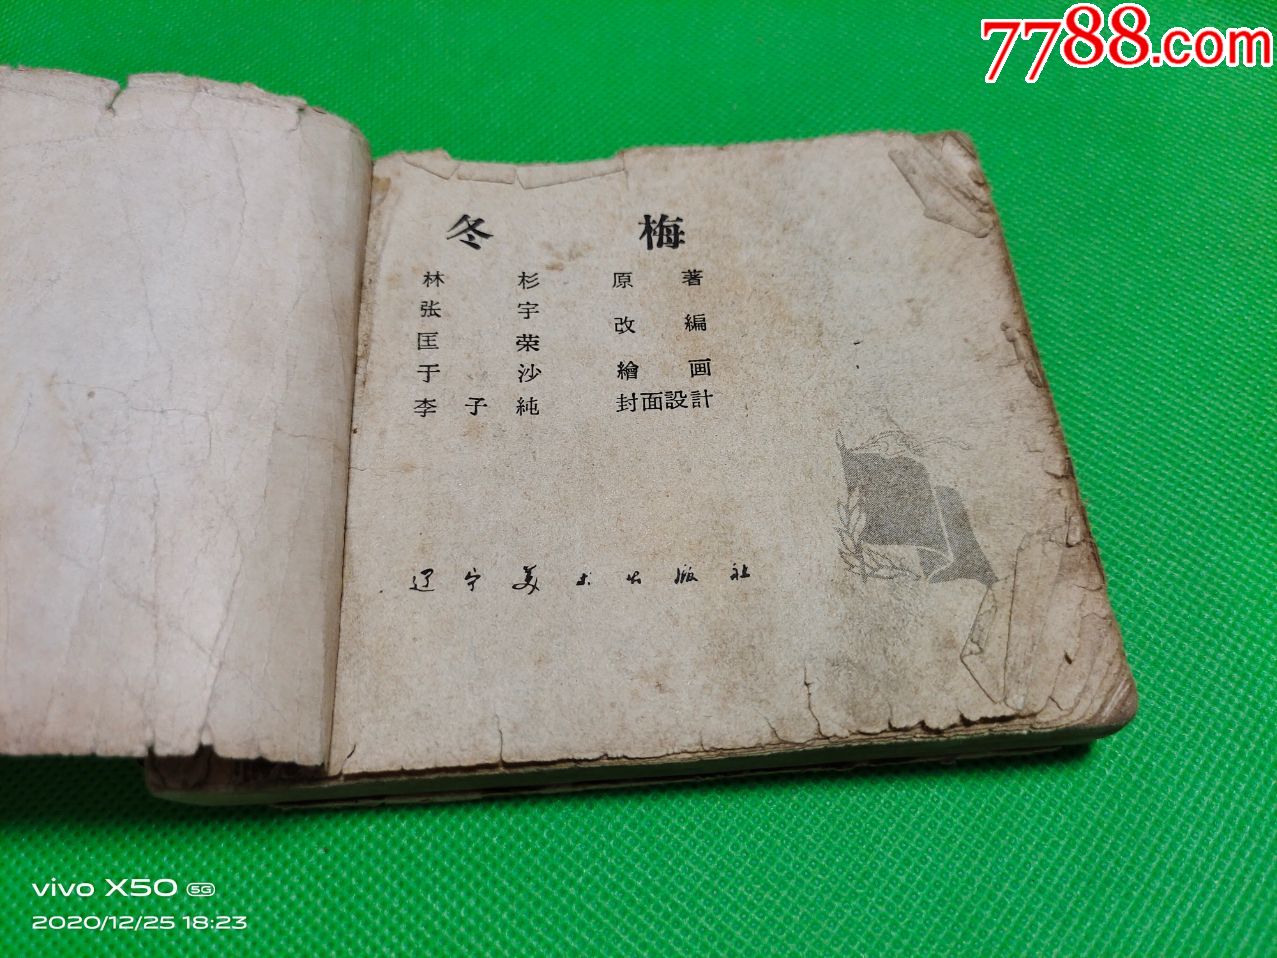 7788.com
冬梅
林杉 原著
张宇
匡荣 改編
于沙 繪画
李子純 封面設計
辽宁美术出版社
vivo X50 5G
2020/12/25 18:23